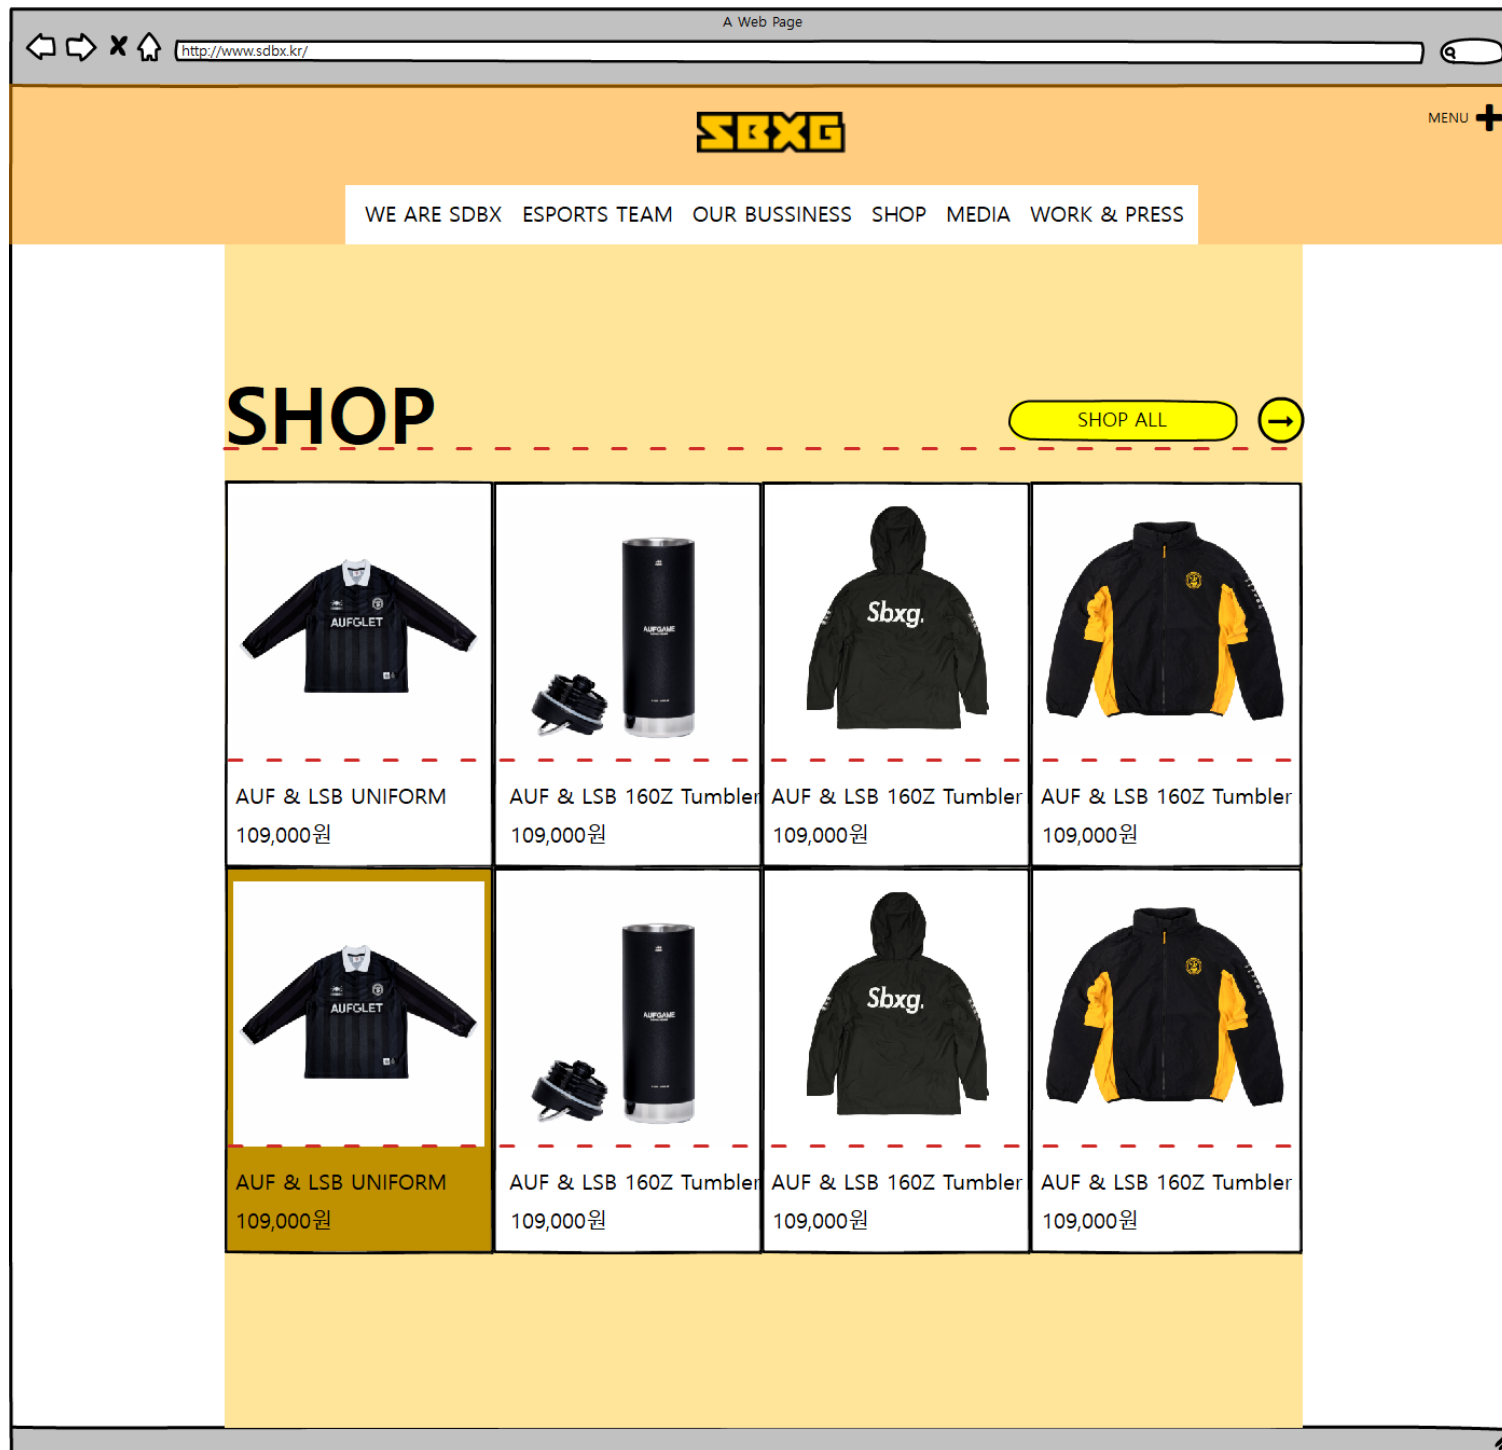 A Web Page
http://www.sdbx.kr/
SBXG
MENU
WE ARE SDBX ESPORTS TEAM OUR BUSSINESS SHOP MEDIA WORK & PRESS
SHOP
SHOP ALL
AUFGLET
AUFGAME
Sbxg.
AUF & LSB UNIFORM
109,000원
AUF & LSB 160Z Tumbler
109,000원
AUF & LSB 160Z Tumbler
109,000원
AUF & LSB 160Z Tumbler
109,000원
AUFGLET
AUFGAME
Sbxg.
AUF & LSB UNIFORM
109,000원
AUF & LSB 160Z Tumbler
109,000원
AUF & LSB 160Z Tumbler
109,000원
AUF & LSB 160Z Tumbler
109,000원